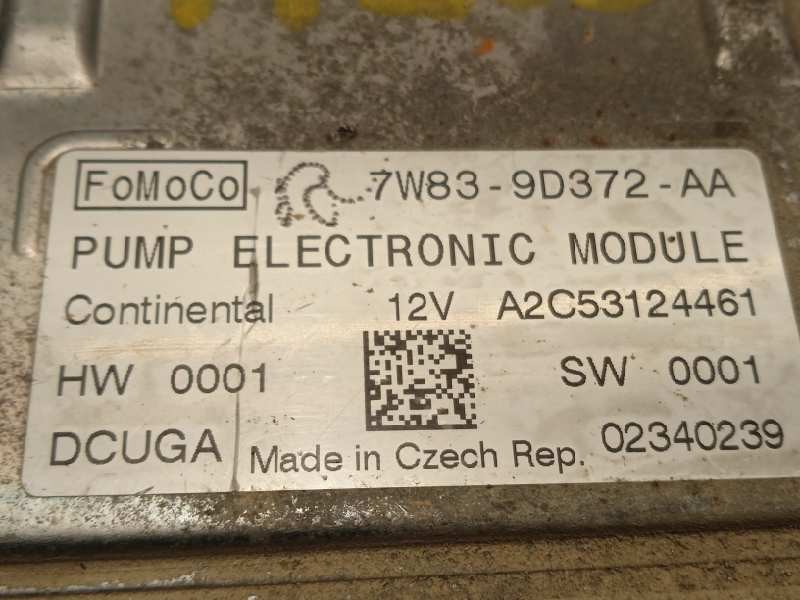 FoMoCo 7W83-9D372-AA
PUMP ELECTRONIC MODULE
Continental 12V A2C53124461
HW 0001 SW 0001
DCUGA Made in Czech Rep. 02340239